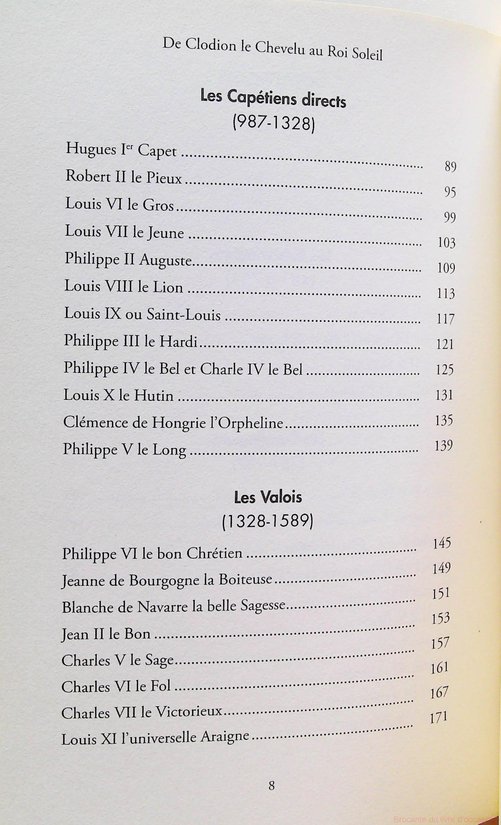 De Clodion le Chevelu au Roi Soleil
Les Capétiens directs
(987-1328)
Hugues Ier Capet ........ 89
Robert II le Pieux ........ 95
Louis VI le Gros ........ 99
Louis VII le Jeune ........ 103
Philippe II Auguste ........ 109
Louis VIII le Lion ........ 113
Louis IX ou Saint-Louis ........ 117
Philippe III le Hardi ........ 121
Philippe IV le Bel et Charle IV le Bel ........ 125
Louis X le Hutin ........ 131
Clémence de Hongrie l'Orpheline ........ 135
Philippe V le Long ........ 139
Les Valois
(1328-1589)
Philippe VI le bon Chrétien ........ 145
Jeanne de Bourgogne la Boiteuse ........ 149
Blanche de Navarre la belle Sagesse ........ 151
Jean II le Bon ........ 153
Charles V le Sage ........ 157
Charles VI le Fol ........ 161
Charles VII le Victorieux ........ 167
Louis XI l'universelle Araigne ........ 171
8